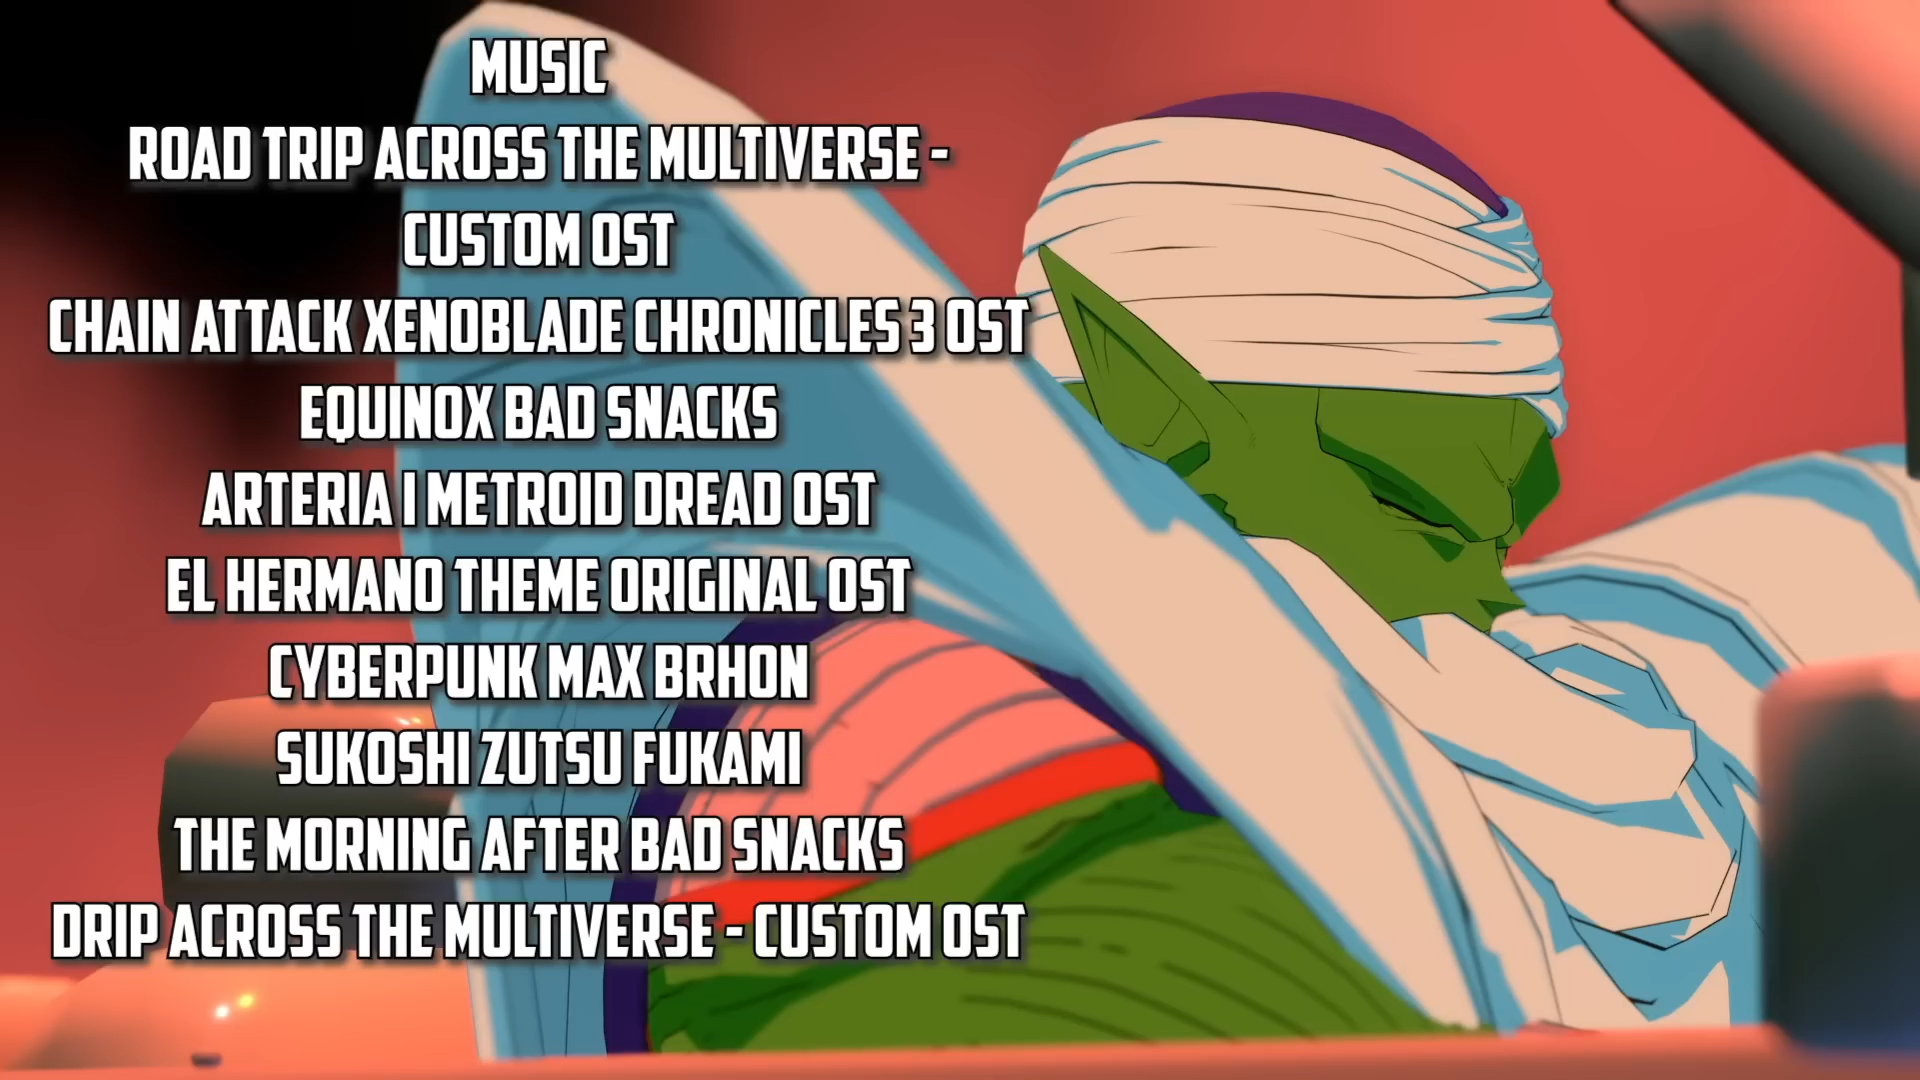 MUSIC
ROAD TRIP ACROSS THE MULTIVERSE -
CUSTOM OST
CHAIN ATTACK XENOBLADE CHRONICLES 3 OST
EQUINOX BAD SNACKS
ARTERIA I METROID DREAD OST
EL HERMANO THEME ORIGINAL OST
CYBERPUNK MAX BRHON
SUKOSHI ZUTSU FUKAMI
THE MORNING AFTER BAD SNACKS
DRIP ACROSS THE MULTIVERSE - CUSTOM OST